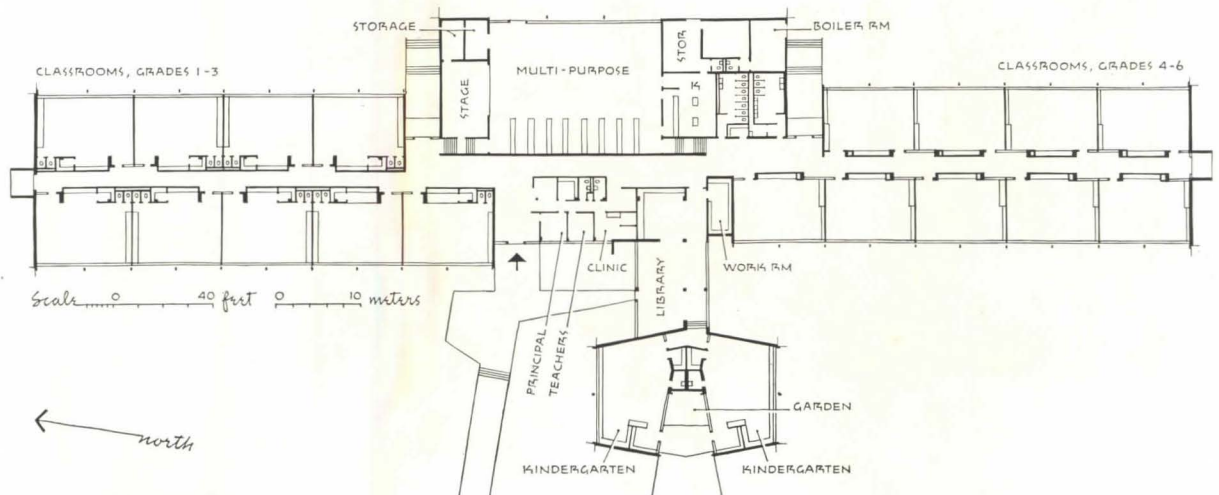 STORAGE
BOILER RM
CLASSROOMS, GRADES 1-3
STAGE
MULTI-PURPOSE
STOR
K
CLASSROOMS, GRADES 4-6
CLINIC
WORK RM
LIBRARY
Scale 0 40 feet 0 10 meters
PRINCIPAL
TEACHERS
GARDEN
north
KINDERGARTEN
KINDERGARTEN